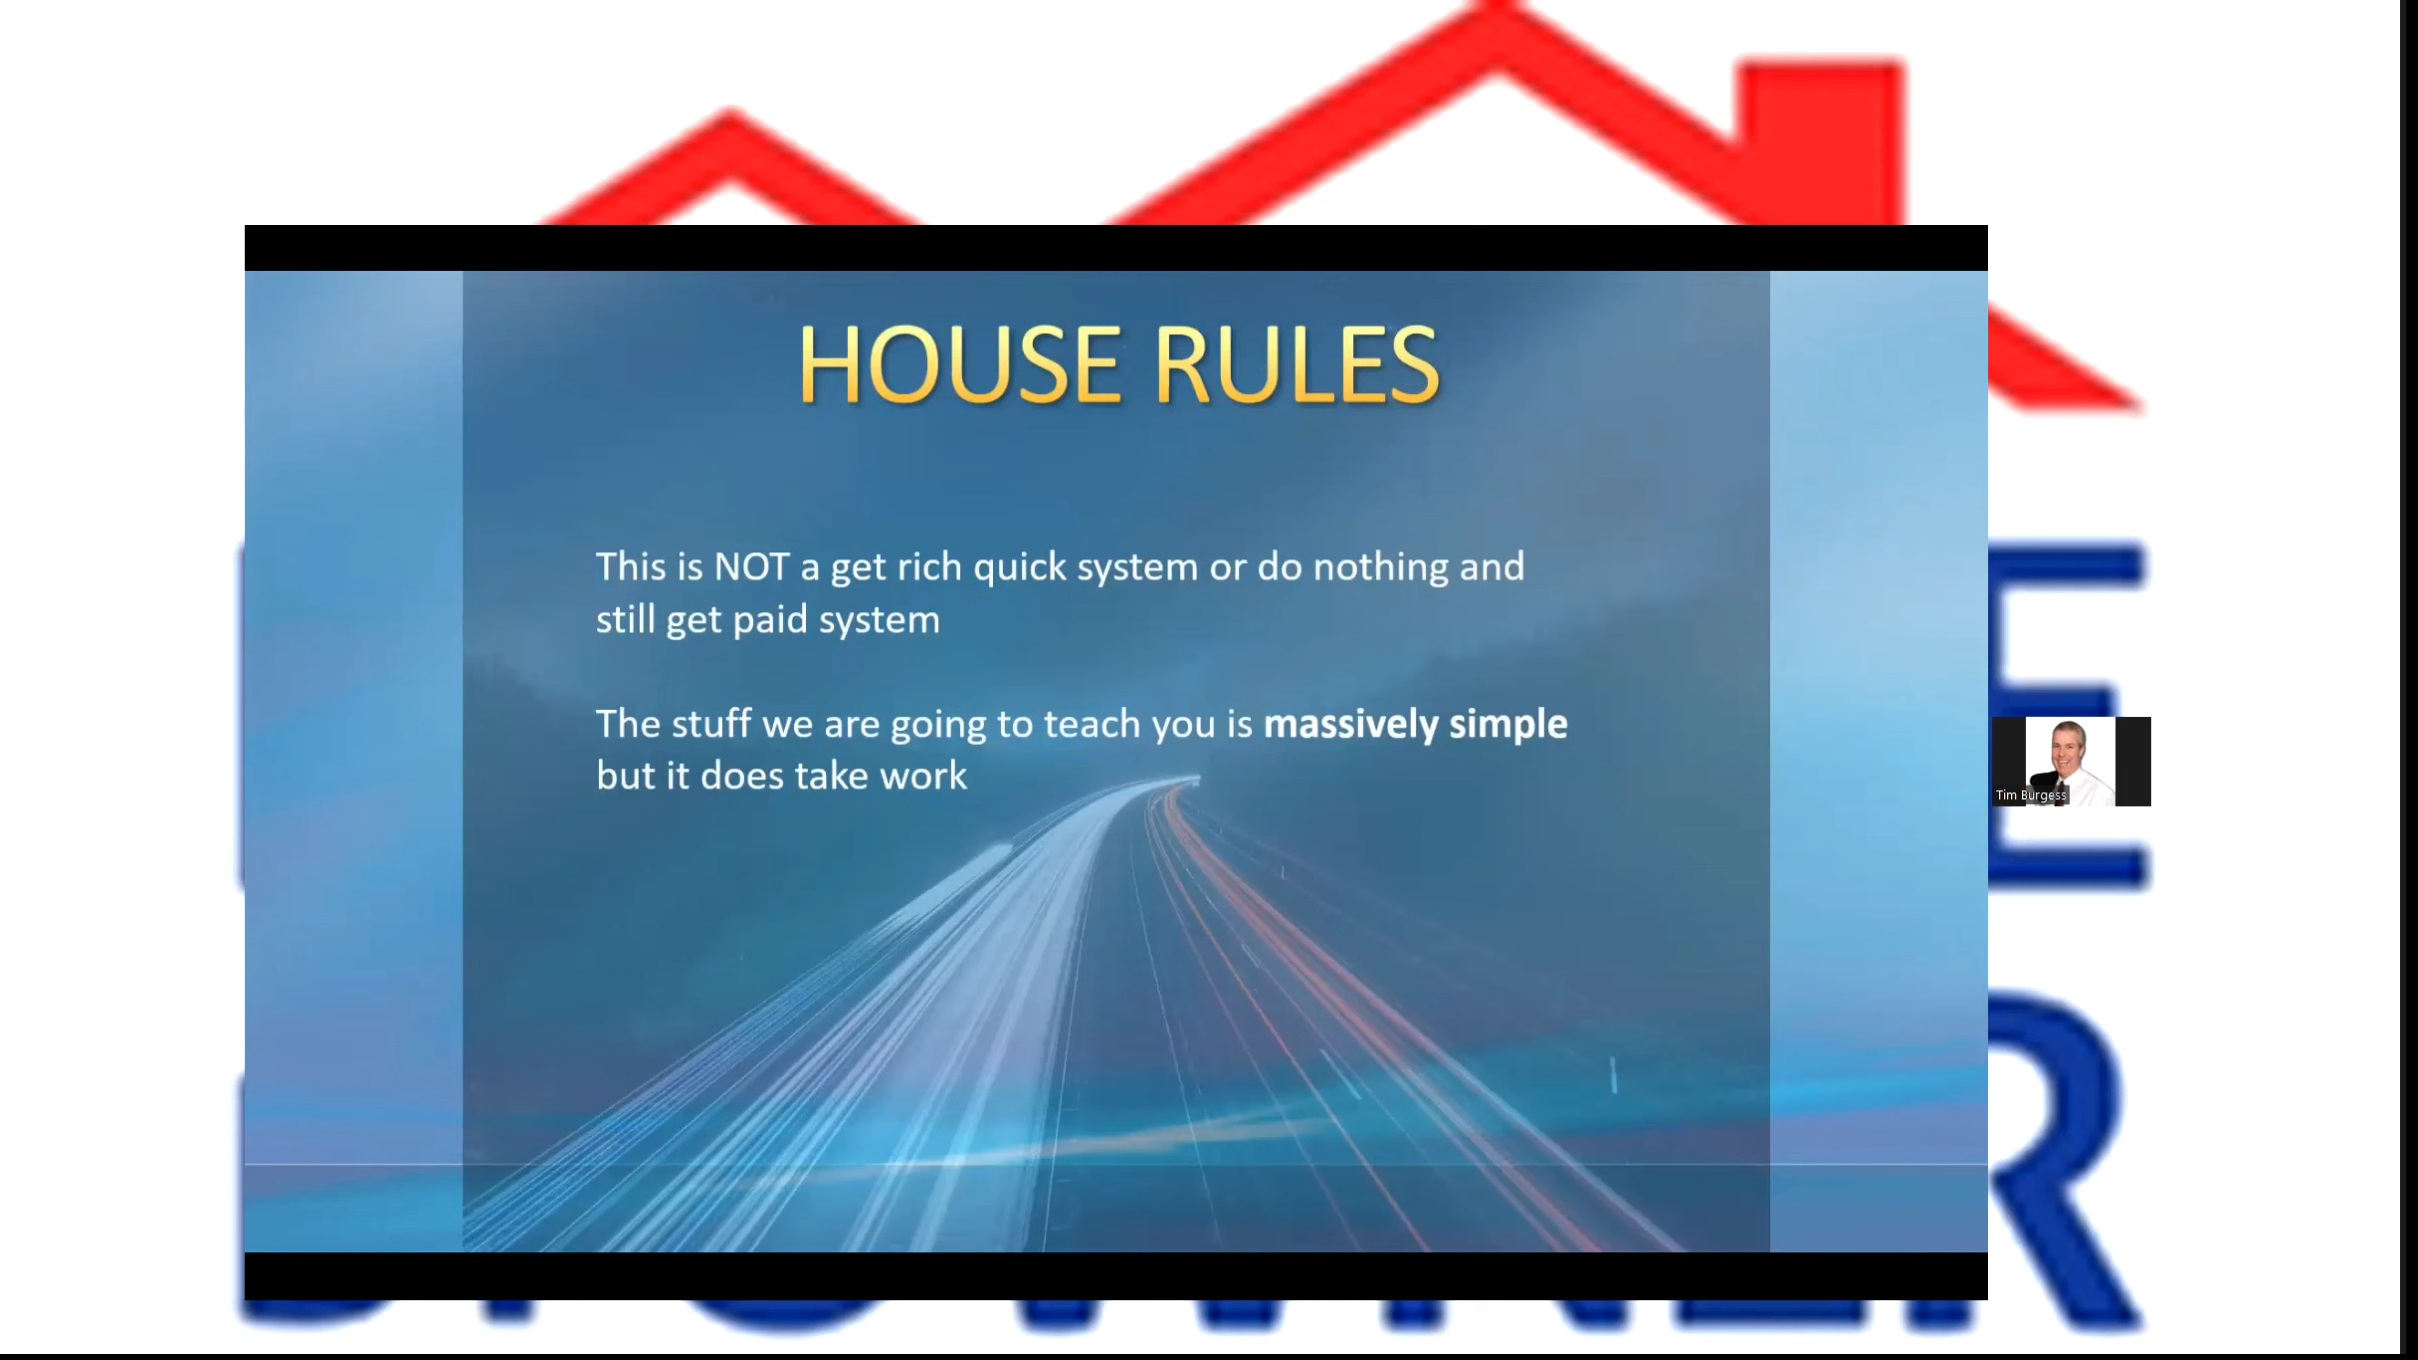 HOUSE RULES
This is NOT a get rich quick system or do nothing and
still get paid system
The stuff we are going to teach you is massively simple
but it does take work
Tim Burgess